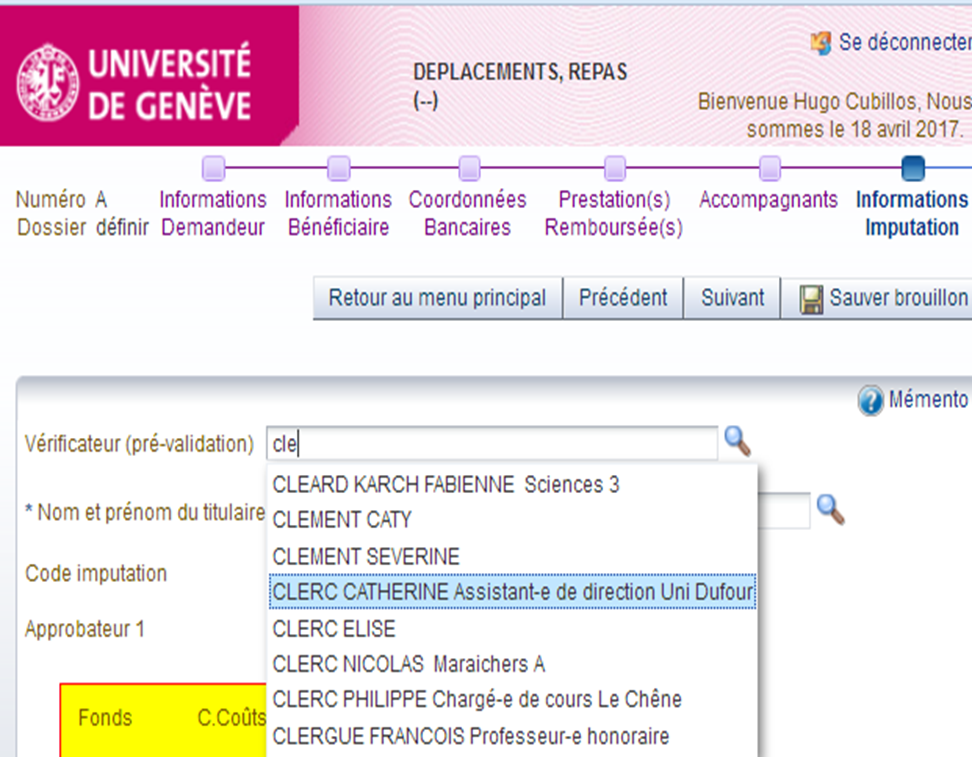 UNIVERSITÉ
DE GENÈVE
DEPLACEMENTS, REPAS
(--)
Se déconnecter
Bienvenue Hugo Cubillos, Nous
sommes le 18 avril 2017.
Numéro A Informations Informations Coordonnées Prestation(s) Accompagnants Informations
Dossier définir Demandeur Bénéficiaire Bancaires Remboursée(s) Imputation
Retour au menu principal Précédent Suivant Sauver brouillon
Mémento
Vérificateur (pré-validation) cle
CLEARD KARCH FABIENNE Sciences 3
* Nom et prénom du titulaire CLEMENT CATY
CLEMENT SEVERINE
Code imputation
CLERC CATHERINE Assistant-e de direction Uni Dufour
Approbateur 1 CLERC ELISE
CLERC NICOLAS Maraichers A
CLERC PHILIPPE Chargé-e de cours Le Chêne
Fonds C.Coûts
CLERGUE FRANCOIS Professeur-e honoraire